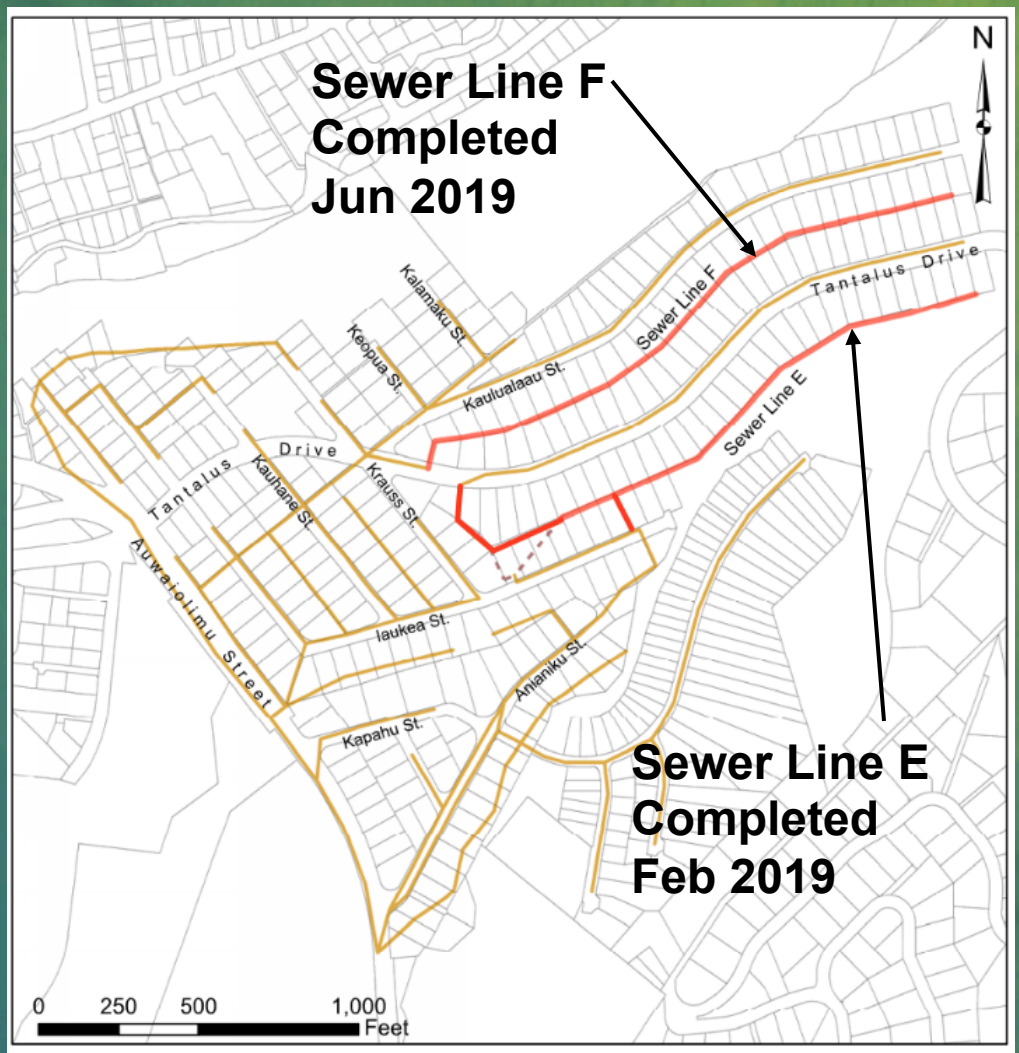 N
Sewer Line F
Completed
Jun 2019
Kalamaku St.
Keopua St.
Kaulualaau St.
Sewer Line F
Tantalus Drive
Sewer Line E
Tantalus Drive
Kauhane St.
Krauss St.
Auwaiolimu Street
Iaukea St.
Anianiku St.
Kapahu St.
Sewer Line E
Completed
Feb 2019
0 250 500 1,000
Feet